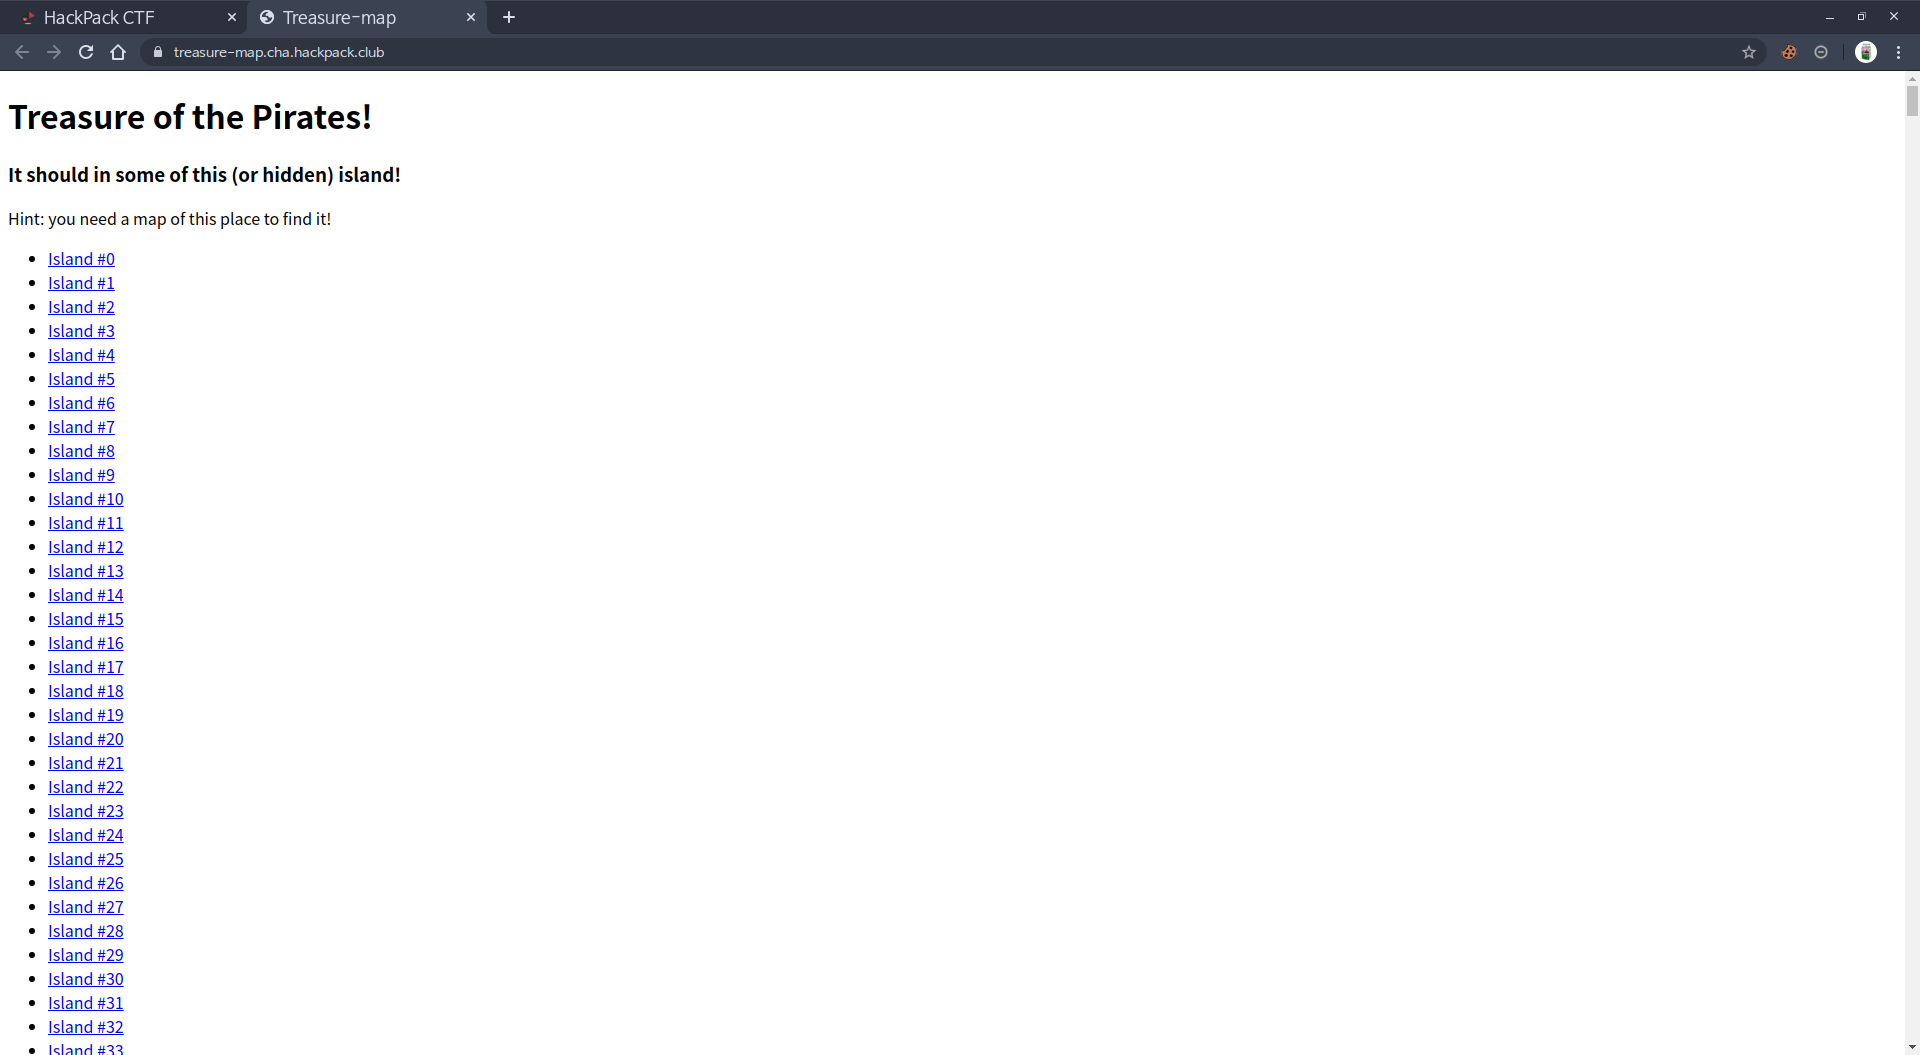 HackPack CTF
Treasure-map
treasure-map.cha.hackpack.club
Treasure of the Pirates!
It should in some of this (or hidden) island!
Hint: you need a map of this place to find it!
Island #0
Island #1
Island #2
Island #3
Island #4
Island #5
Island #6
Island #7
Island #8
Island #9
Island #10
Island #11
Island #12
Island #13
Island #14
Island #15
Island #16
Island #17
Island #18
Island #19
Island #20
Island #21
Island #22
Island #23
Island #24
Island #25
Island #26
Island #27
Island #28
Island #29
Island #30
Island #31
Island #32
Island #33